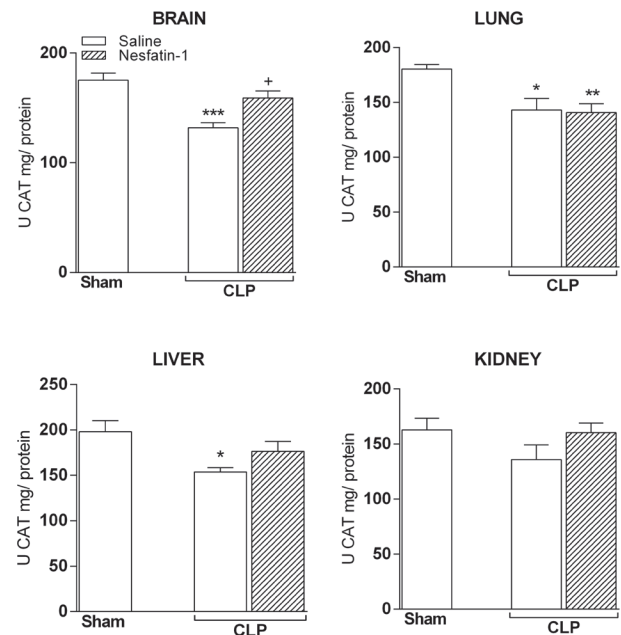 BRAIN
Saline
Nesfatin-1
U CAT mg/ protein
200
100
0
***
+
Sham
CLP
LUNG
U CAT mg/ protein
200
150
100
50
0
*
**
Sham
CLP
LIVER
U CAT mg/ protein
250
200
150
100
50
0
*
Sham
CLP
KIDNEY
U CAT mg/ protein
200
150
100
50
0
Sham
CLP